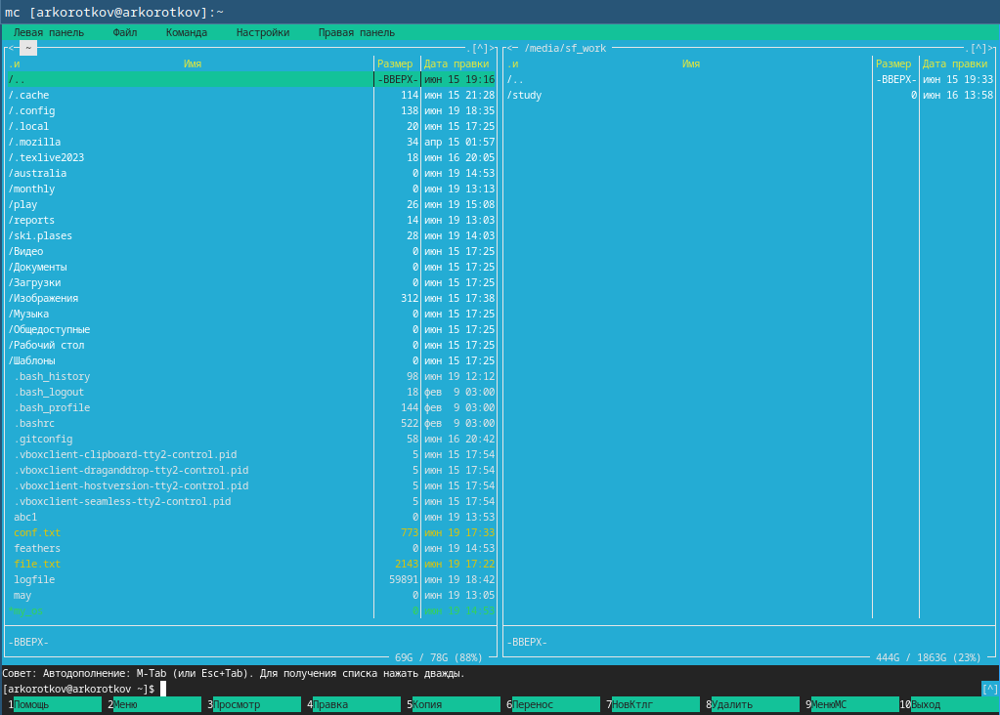 mc [arkorotkov@arkorotkov]:~
Левая панель Файл Команда Настройки Правая панель
<- ~ .[^]> <- /media/sf_work .[^]>
.и Имя Размер Дата правки .и Имя Размер Дата правки
/.. -ВВЕРХ- июн 15 19:16 /.. -ВВЕРХ- июн 15 19:33
/.cache 114 июн 15 21:28 /study 0 июн 16 13:58
/.config 138 июн 19 18:35
/.local 20 июн 15 17:25
/.mozilla 34 апр 15 01:57
/.texlive2023 18 июн 16 20:05
/australia 0 июн 19 14:53
/monthly 0 июн 19 13:13
/play 26 июн 19 15:08
/reports 14 июн 19 13:03
/ski.plases 28 июн 19 14:03
/Видео 0 июн 15 17:25
/Документы 0 июн 15 17:25
/Загрузки 0 июн 15 17:25
/Изображения 312 июн 15 17:38
/Музыка 0 июн 15 17:25
/Общедоступные 0 июн 15 17:25
/Рабочий стол 0 июн 15 17:25
/Шаблоны 0 июн 15 17:25
.bash_history 98 июн 19 12:12
.bash_logout 18 фев 9 03:00
.bash_profile 144 фев 9 03:00
.bashrc 522 фев 9 03:00
.gitconfig 58 июн 16 20:42
.vboxclient-clipboard-tty2-control.pid 5 июн 15 17:54
.vboxclient-draganddrop-tty2-control.pid 5 июн 15 17:54
.vboxclient-hostversion-tty2-control.pid 5 июн 15 17:54
.vboxclient-seamless-tty2-control.pid 5 июн 15 17:54
abc1 0 июн 19 13:53
conf.txt 773 июн 19 17:33
feathers 0 июн 19 14:53
file.txt 2143 июн 19 17:22
logfile 59891 июн 19 18:42
may 0 июн 19 13:05
*my_os 0 июн 19 14:53
-ВВЕРХ- -ВВЕРХ-
69G / 78G (88%) 444G / 1863G (23%)
Совет: Автодополнение: M-Tab (или Esc+Tab). Для получения списка нажать дважды.
[arkorotkov@arkorotkov ~]$ [^]
1Помощь 2Меню 3Просмотр 4Правка 5Копия 6Перенос 7НовКтлг 8Удалить 9МенюMC 10Выход